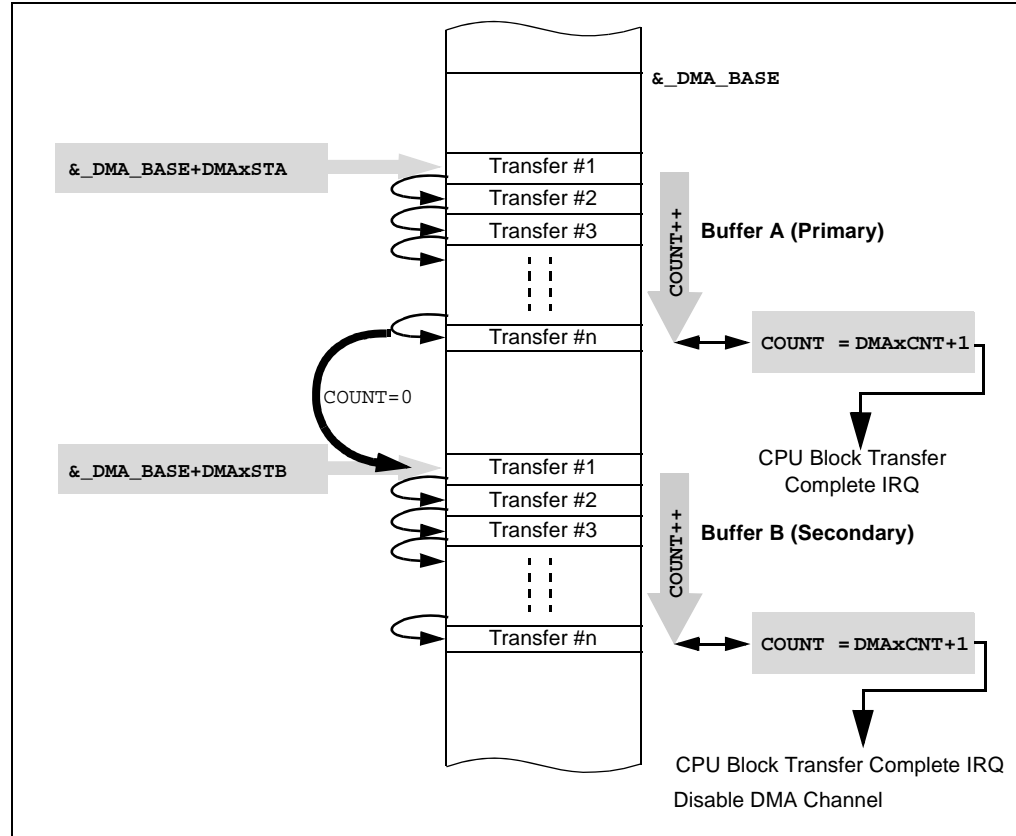 &_DMA_BASE
&_DMA_BASE+DMAxSTA
Transfer #1
Transfer #2
Transfer #3
Transfer #n
COUNT++
Buffer A (Primary)
COUNT = DMAxCNT+1
CPU Block Transfer
Complete IRQ
COUNT=0
&_DMA_BASE+DMAxSTB
Transfer #1
Transfer #2
Transfer #3
Transfer #n
COUNT++
Buffer B (Secondary)
COUNT = DMAxCNT+1
CPU Block Transfer Complete IRQ
Disable DMA Channel